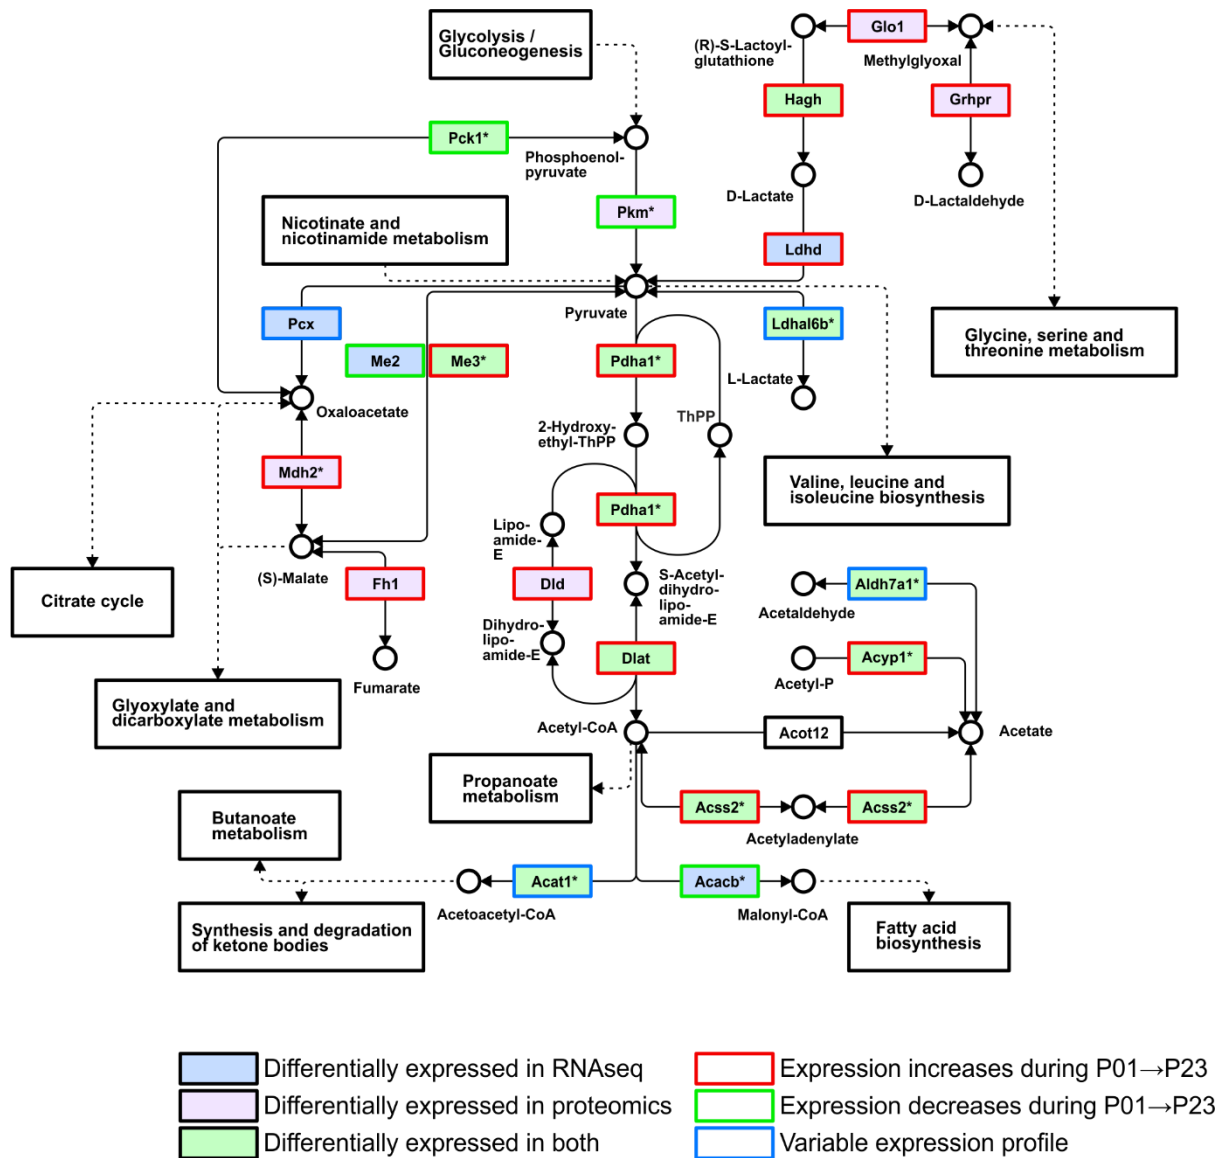 Glycolysis /
Gluconeogenesis
(R)-S-Lactoyl-
glutathione
Glo1
Methylglyoxal
Hagh
Grhpr
Pck1*
Phosphoenol-
pyruvate
D-Lactate
D-Lactaldehyde
Nicotinate and
nicotinamide metabolism
Pkm*
Ldhd
Pyruvate
Pcx
Ldhal6b*
Glycine, serine and
threonine metabolism
Me2
Me3*
Pdha1*
L-Lactate
Oxaloacetate
2-Hydroxy-
ethyl-ThPP
ThPP
Mdh2*
Valine, leucine and
isoleucine biosynthesis
Pdha1*
Lipo-
amide-
E
(S)-Malate
Citrate cycle
Fh1
Dld
S-Acetyl-
dihydro-
lipo-
amide-E
Aldh7a1*
Acetaldehyde
Dihydro-
lipo-
amide-E
Dlat
Acyp1*
Acetyl-P
Fumarate
Glyoxylate and
dicarboxylate metabolism
Acetyl-CoA
Acot12
Acetate
Propanoate
metabolism
Acss2*
Acss2*
Acetyladenylate
Butanoate
metabolism
Acat1*
Acacb*
Acetoacetyl-CoA
Malonyl-CoA
Synthesis and degradation
of ketone bodies
Fatty acid
biosynthesis
Differentially expressed in RNAseq
Differentially expressed in proteomics
Differentially expressed in both
Expression increases during P01→P23
Expression decreases during P01→P23
Variable expression profile